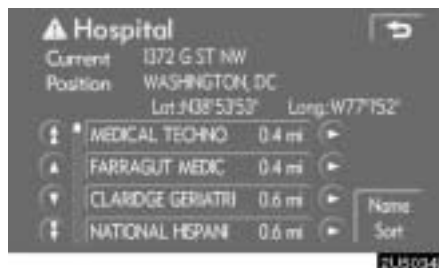 Hospital
Current 1372 G ST NW
Position WASHINGTON, DC
Lat.:N38°53'53" Long.:W77°1'52"
MEDICAL TECHNO 0.4 mi
FARRAGUT MEDIC 0.4 mi
CLARIDGE GERIATRI 0.6 mi Name
NATIONAL HISPANI 0.6 mi Sort
2U5034